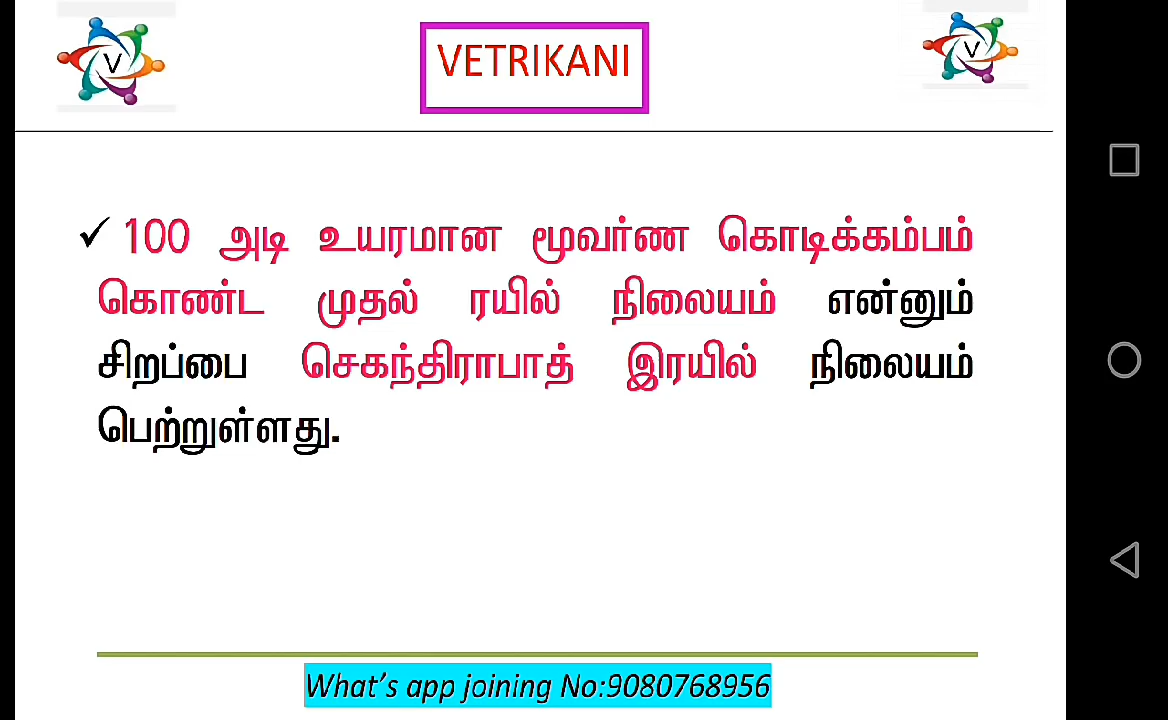 V
VETRIKANI
V
✓ 100 அடி உயரமான மூவர்ண கொடிக்கம்பம்
கொண்ட முதல் ரயில் நிலையம் என்னும்
சிறப்பை செகந்திராபாத் இரயில் நிலையம்
பெற்றுள்ளது.
What's app joining No:9080768956